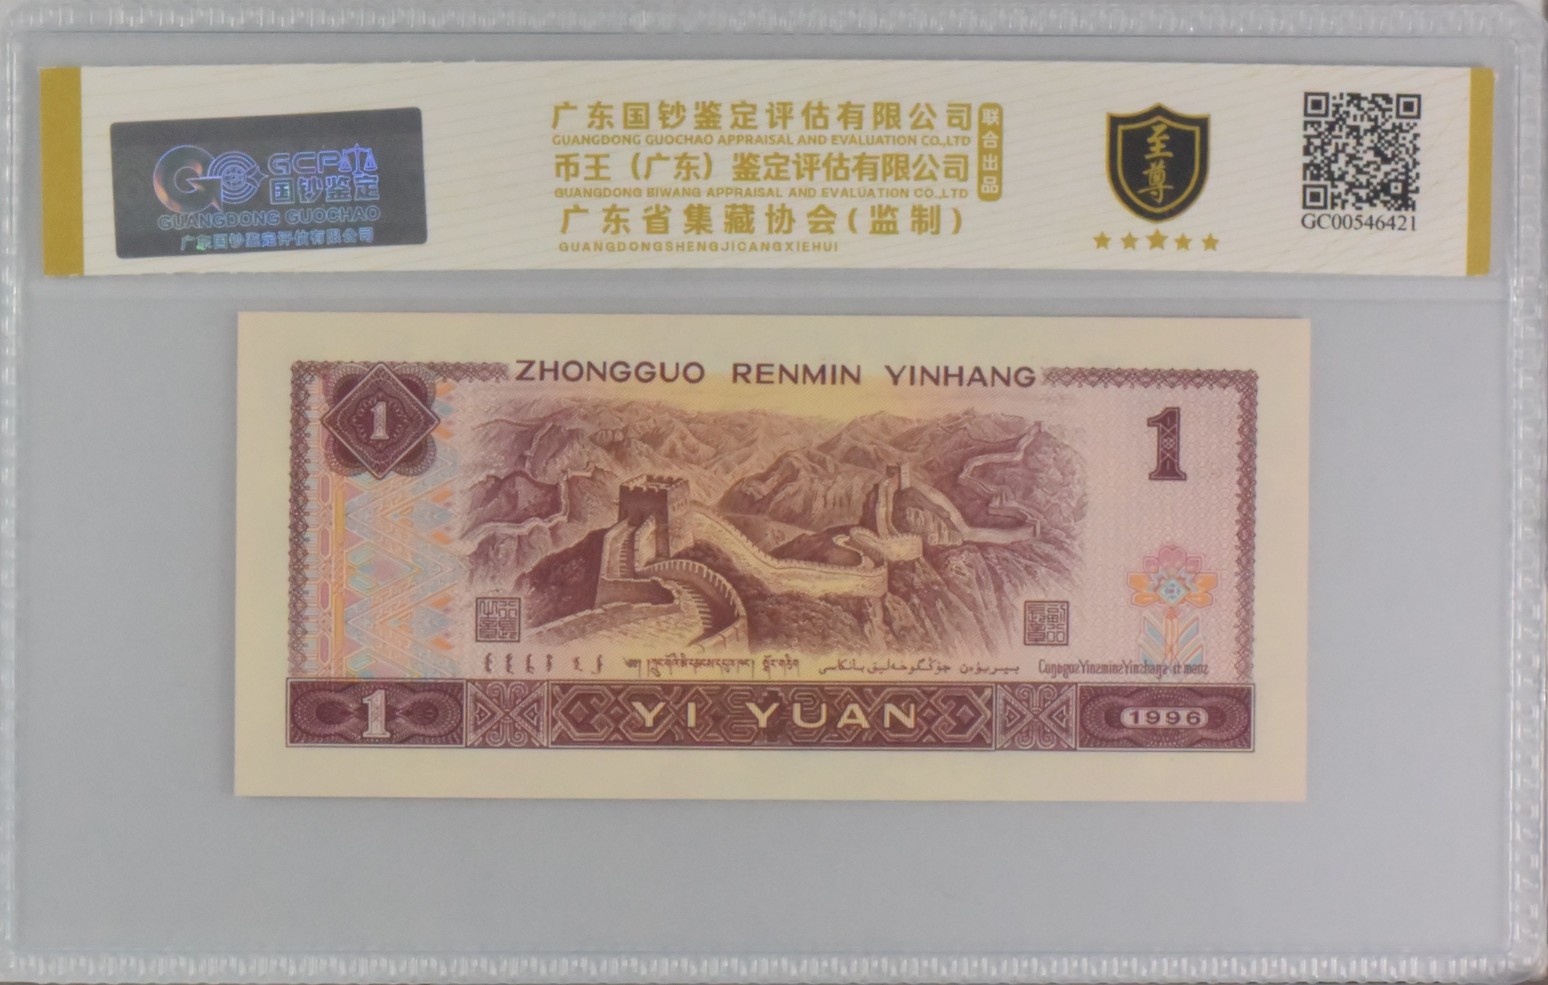 GCP
国钞鉴定
GUANGDONG GUOCHAO
广东国钞鉴定评估有限公司
广东国钞鉴定评估有限公司
GUANGDONG GUOCHAO APPRAISAL AND EVALUATION CO.,LTD
币王（广东）鉴定评估有限公司
GUANGDONG BIWANG APPRAISAL AND EVALUATION CO.,LTD
联合出品
广东省集藏协会(监制)
GUANGDONGSHENGJICANGXIEHUI
至尊
GC00546421
ZHONGGUO RENMIN YINHANG
1
1
1 YI YUAN 1996